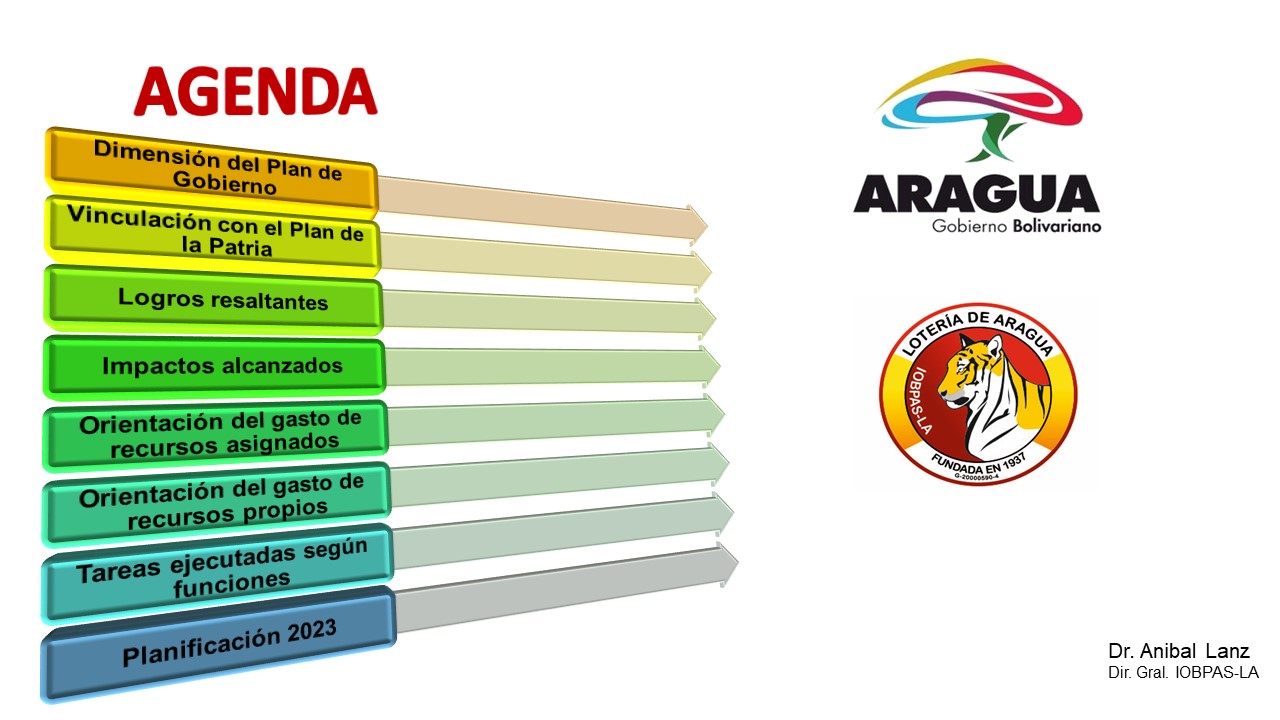 AGENDA
Dimensión del Plan de
Gobierno
Vinculación con el Plan de
la Patria
Logros resaltantes
Impactos alcanzados
Orientación del gasto de
recursos asignados
Orientación del gasto de
recursos propios
Tareas ejecutadas según
funciones
Planificación 2023
ARAGUA
Gobierno Bolivariano
LOTERÍA DE ARAGUA
IOBPAS-LA
FUNDADA EN 1937
G-20000590-4
Dr. Anibal Lanz
Dir. Gral. IOBPAS-LA